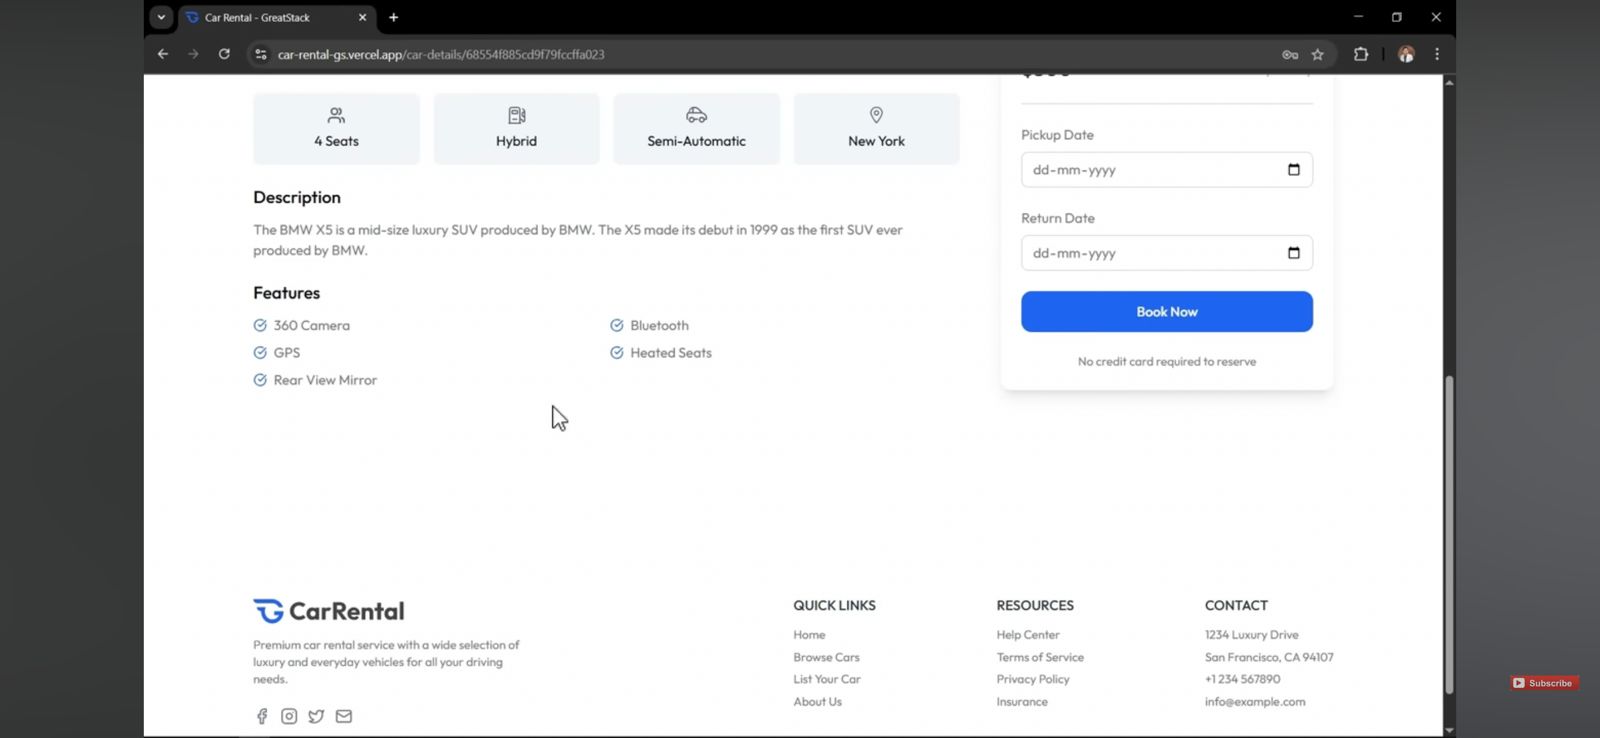 Car Rental - GreatStack
car-rental-gs.vercel.app/car-details/68554f885cd9f79fccffa023
4 Seats
Hybrid
Semi-Automatic
New York
Description
The BMW X5 is a mid-size luxury SUV produced by BMW. The X5 made its debut in 1999 as the first SUV ever
produced by BMW.
Features
360 Camera
Bluetooth
GPS
Heated Seats
Rear View Mirror
Pickup Date
dd-mm-yyyy
Return Date
dd-mm-yyyy
Book Now
No credit card required to reserve
CarRental
Premium car rental service with a wide selection of
luxury and everyday vehicles for all your driving
needs.
QUICK LINKS
Home
Browse Cars
List Your Car
About Us
RESOURCES
Help Center
Terms of Service
Privacy Policy
Insurance
CONTACT
1234 Luxury Drive
San Francisco, CA 94107
+1 234 567890
info@example.com
Subscribe